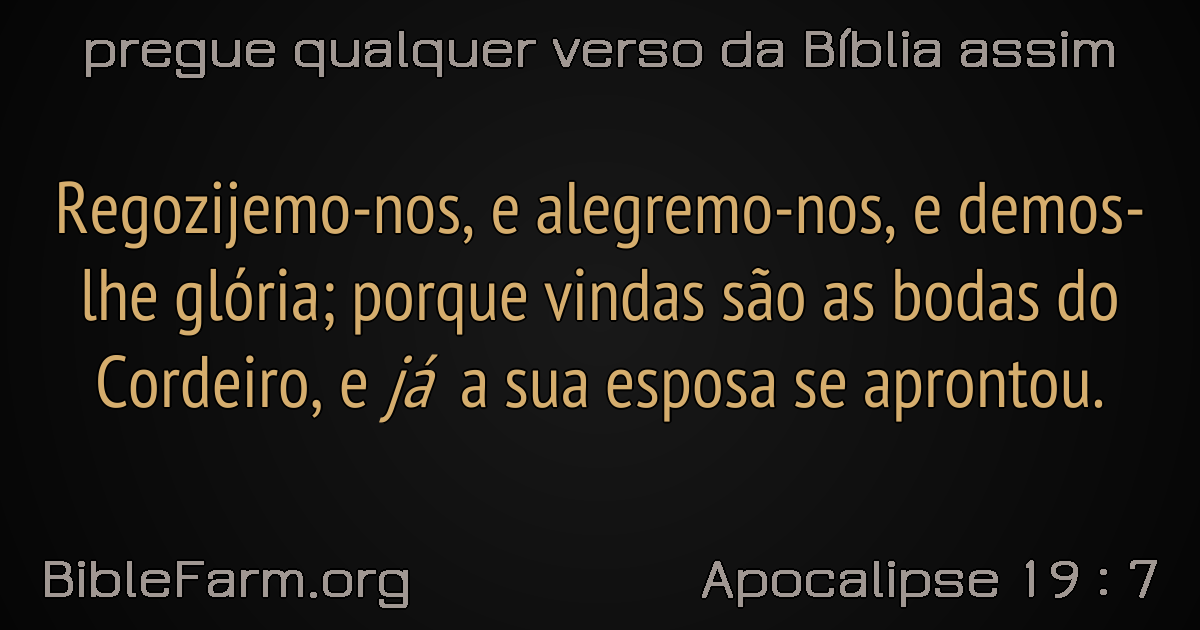 pregue qualquer verso da Bíblia assim
Regozijemo-nos, e alegremo-nos, e demos-
lhe glória; porque vindas são as bodas do
Cordeiro, e já a sua esposa se aprontou.
BibleFarm.org
Apocalipse 19 : 7